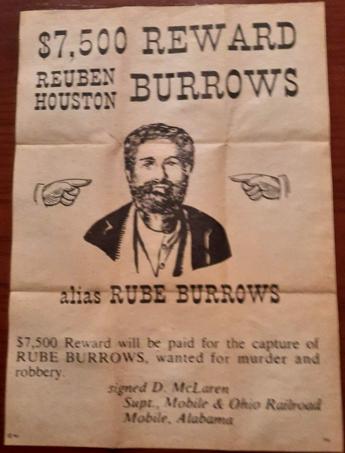 $7,500 REWARD
REUBEN
HOUSTON
BURROWS
alias RUBE BURROWS
$7,500 Reward will be paid for the capture of
RUBE BURROWS, wanted for murder and
robbery.
signed D. McLaren
Supt., Mobile & Ohio Railroad
Mobile, Alabama